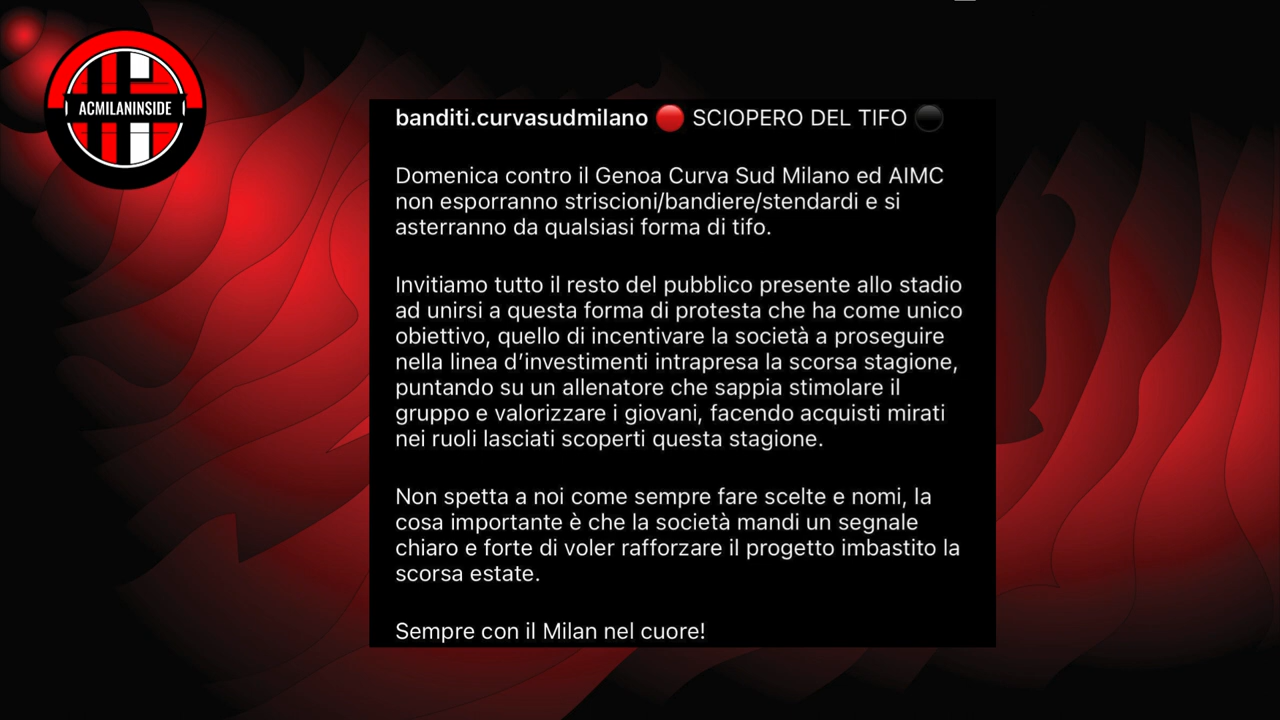 ACMILANINSIDE
banditi.curvasudmilano 🔴 SCIOPERO DEL TIFO ⚫
Domenica contro il Genoa Curva Sud Milano ed AIMC
non esporranno striscioni/bandiere/stendardi e si
asterranno da qualsiasi forma di tifo.
Invitiamo tutto il resto del pubblico presente allo stadio
ad unirsi a questa forma di protesta che ha come unico
obiettivo, quello di incentivare la società a proseguire
nella linea d’investimenti intrapresa la scorsa stagione,
puntando su un allenatore che sappia stimolare il
gruppo e valorizzare i giovani, facendo acquisti mirati
nei ruoli lasciati scoperti questa stagione.
Non spetta a noi come sempre fare scelte e nomi, la
cosa importante è che la società mandi un segnale
chiaro e forte di voler rafforzare il progetto imbastito la
scorsa estate.
Sempre con il Milan nel cuore!